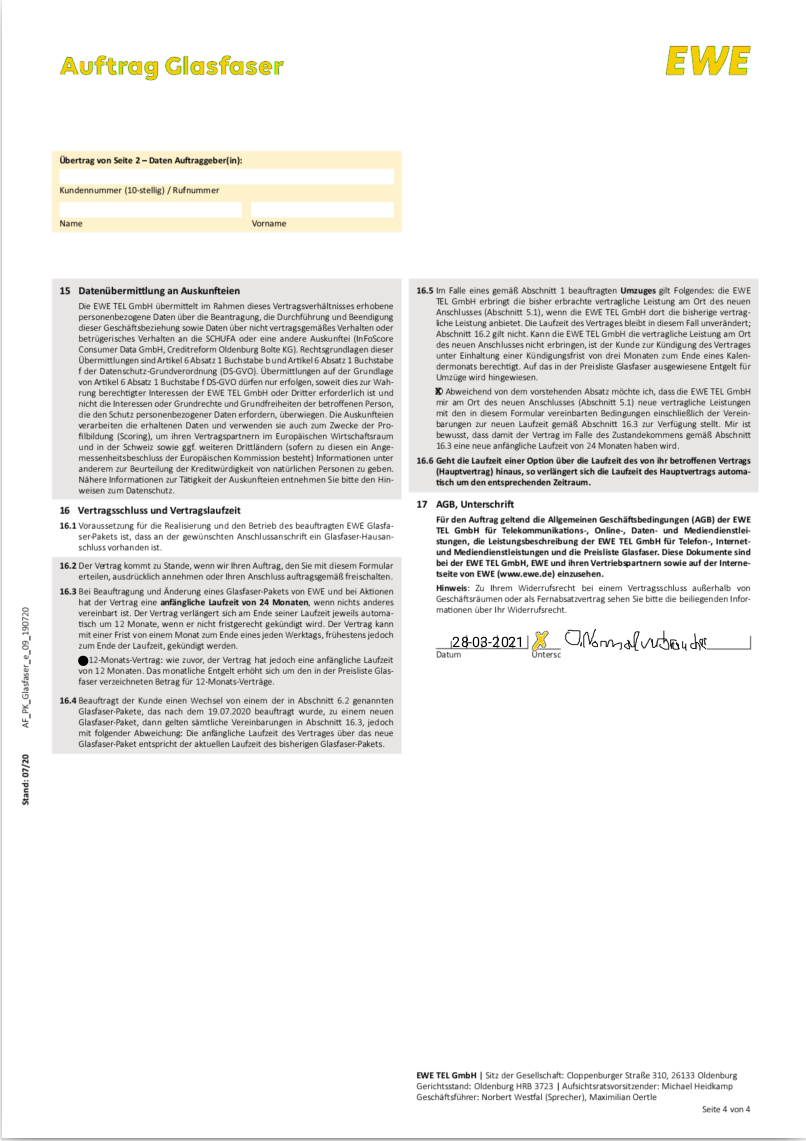 Auftrag Glasfaser
EWE
Übertrag von Seite 2 – Daten Auftraggeber(in):
Kundennummer (10-stellig) / Rufnummer
Name Vorname
15 Datenübermittlung an Auskunfteien
Die EWE TEL GmbH übermittelt im Rahmen dieses Vertragsverhältnisses erhobene
personenbezogene Daten über die Beantragung, die Durchführung und Beendigung
dieser Geschäftsbeziehung sowie Daten über nicht vertragsgemäßes Verhalten oder
betrügerisches Verhalten an die SCHUFA oder eine andere Auskunftei (InFoScore
Consumer Data GmbH, Creditreform Oldenburg Bolte KG). Rechtsgrundlagen dieser
Übermittlungen sind Artikel 6 Absatz 1 Buchstabe b und Artikel 6 Absatz 1 Buchstabe
f der Datenschutz-Grundverordnung (DS-GVO). Übermittlungen auf der Grundlage
von Artikel 6 Absatz 1 Buchstabe f DS-GVO dürfen nur erfolgen, soweit dies zur Wah-
rung berechtigter Interessen der EWE TEL GmbH oder Dritter erforderlich ist und
nicht die Interessen oder Grundrechte und Grundfreiheiten der betroffenen Person,
die den Schutz personenbezogener Daten erfordern, überwiegen. Die Auskunfteien
verarbeiten die erhaltenen Daten und verwenden sie auch zum Zwecke der Pro-
filbildung (Scoring), um ihren Vertragspartnern im Europäischen Wirtschaftsraum
und in der Schweiz sowie ggf. weiteren Drittländern (sofern zu diesen ein Ange-
messenheitsbeschluss der Europäischen Kommission besteht) Informationen unter
anderem zur Beurteilung der Kreditwürdigkeit von natürlichen Personen zu geben.
Nähere Informationen zur Tätigkeit der Auskunfteien entnehmen Sie bitte den Hin-
weisen zum Datenschutz.
16 Vertragsschluss und Vertragslaufzeit
16.1 Voraussetzung für die Realisierung und den Betrieb des beauftragten EWE Glasfa-
ser-Pakets ist, dass an der gewünschten Anschlussanschrift ein Glasfaser-Hausan-
schluss vorhanden ist.
16.2 Der Vertrag kommt zu Stande, wenn wir Ihren Auftrag, den Sie mit diesem Formular
erteilen, ausdrücklich annehmen oder Ihren Anschluss auftragsgemäß freischalten.
16.3 Bei Beauftragung und Änderung eines Glasfaser-Pakets von EWE und bei Aktionen
hat der Vertrag eine anfängliche Laufzeit von 24 Monaten, wenn nichts anderes
vereinbart ist. Der Vertrag verlängert sich am Ende seiner Laufzeit jeweils automa-
tisch um 12 Monate, wenn er nicht fristgerecht gekündigt wird. Der Vertrag kann
mit einer Frist von einem Monat zum Ende eines jeden Werktags, frühestens jedoch
zum Ende der Laufzeit, gekündigt werden.
12-Monats-Vertrag: wie zuvor, der Vertrag hat jedoch eine anfängliche Laufzeit
von 12 Monaten. Das monatliche Entgelt erhöht sich um den in der Preisliste Glas-
faser verzeichneten Betrag für 12-Monats-Verträge.
16.4 Beauftragt der Kunde einen Wechsel von einem der in Abschnitt 6.2 genannten
Glasfaser-Pakete, das nach dem 19.07.2020 beauftragt wurde, zu einem neuen
Glasfaser-Paket, dann gelten sämtliche Vereinbarungen in Abschnitt 16.3, jedoch
mit folgender Abweichung: Die anfängliche Laufzeit des Vertrages über das neue
Glasfaser-Paket entspricht der aktuellen Laufzeit des bisherigen Glasfaser-Pakets.
16.5 Im Falle eines gemäß Abschnitt 1 beauftragten Umzuges gilt Folgendes: die EWE
TEL GmbH erbringt die bisher erbrachte vertragliche Leistung am Ort des neuen
Anschlusses (Abschnitt 5.1), wenn die EWE TEL GmbH dort die bisherige vertrag-
liche Leistung anbietet. Die Laufzeit des Vertrages bleibt in diesem Fall unverändert;
Abschnitt 16.2 gilt nicht. Kann die EWE TEL GmbH die vertragliche Leistung am Ort
des neuen Anschlusses nicht erbringen, ist der Kunde zur Kündigung des Vertrages
unter Einhaltung einer Kündigungsfrist von drei Monaten zum Ende eines Kalen-
dermonats berechtigt. Auf das in der Preisliste Glasfaser ausgewiesene Entgelt für
Umzüge wird hingewiesen.
X Abweichend von dem vorstehenden Absatz möchte ich, dass die EWE TEL GmbH
mir am Ort des neuen Anschlusses (Abschnitt 5.1) neue vertragliche Leistungen
mit den in diesem Formular vereinbarten Bedingungen einschließlich der Verein-
barungen zur neuen Laufzeit gemäß Abschnitt 16.3 zur Verfügung stellt. Mir ist
bewusst, dass damit der Vertrag im Falle des Zustandekommens gemäß Abschnitt
16.3 eine neue anfängliche Laufzeit von 24 Monaten haben wird.
16.6 Geht die Laufzeit einer Option über die Laufzeit des von ihr betroffenen Vertrags
(Hauptvertrag) hinaus, so verlängert sich die Laufzeit des Hauptvertrags automa-
tisch um den entsprechenden Zeitraum.
17 AGB, Unterschrift
Für den Auftrag geltend die Allgemeinen Geschäftsbedingungen (AGB) der EWE
TEL GmbH für Telekommunikations-, Online-, Daten- und Mediendienstlei-
stungen, die Leistungsbeschreibung der EWE TEL GmbH für Telefon-, Internet-
und Mediendienstleistungen und die Preisliste Glasfaser. Diese Dokumente sind
bei der EWE TEL GmbH, EWE und ihren Vertriebspartnern sowie auf der Interne-
tseite von EWE (www.ewe.de) einzusehen.
Hinweis: Zu Ihrem Widerrufsrecht bei einem Vertragsschluss außerhalb von
Geschäftsräumen oder als Fernabsatzvertrag sehen Sie bitte die beiliegenden Infor-
mationen über Ihr Widerrufsrecht.
28-03-2021 X O.Normalverbraucher
Datum Untersc
Stand: 07/20 AF_PK_Glasfaser_e_09_190720
EWE TEL GmbH | Sitz der Gesellschaft: Cloppenburger Straße 310, 26133 Oldenburg
Gerichtsstand: Oldenburg HRB 3723 | Aufsichtsratsvorsitzender: Michael Heidkamp
Geschäftsführer: Norbert Westfal (Sprecher), Maximilian Oertle
Seite 4 von 4